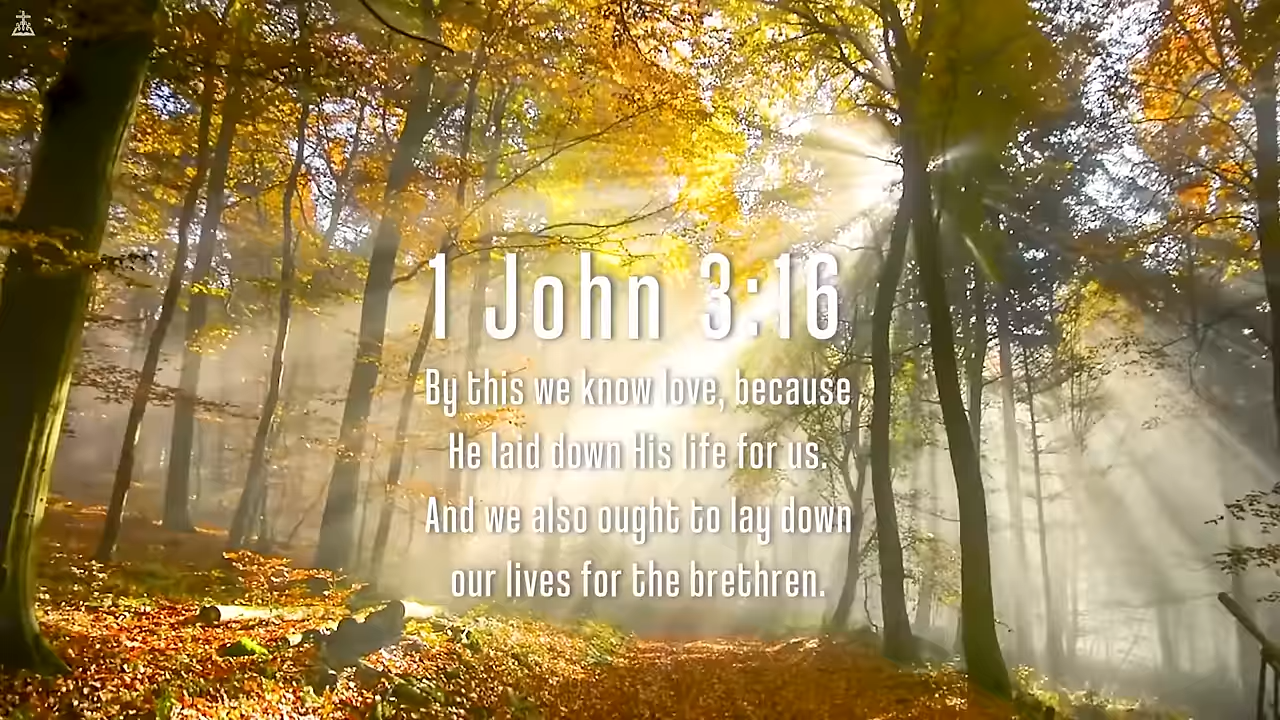 1 John 3:16
By this we know love, because
He laid down His life for us.
And we also ought to lay down
our lives for the brethren.